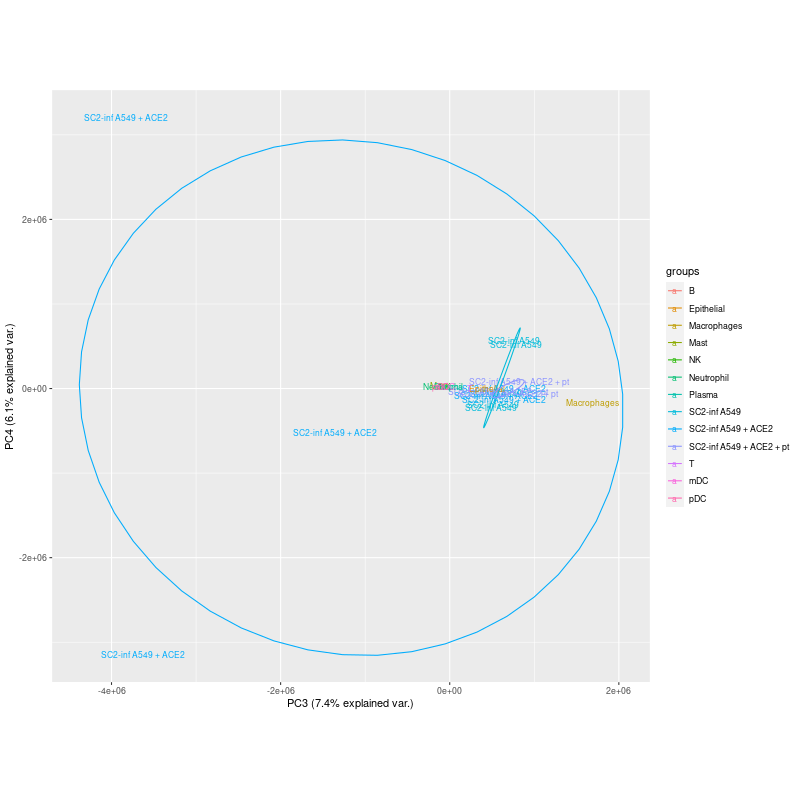 SC2-inf A549 + ACE2
2e+06
SC2-inf A549
SC2-inf A549
SC2-inf A549 + ACE2 + pt
0e+00
Macrophages
SC2-inf A549
SC2-inf A549 + ACE2
-2e+06
SC2-inf A549 + ACE2
-4e+06
-2e+06
0e+00
2e+06
PC3 (7.4% explained var.)
PC4 (6.1% explained var.)
groups
a B
a Epithelial
a Macrophages
a Mast
a NK
a Neutrophil
a Plasma
a SC2-inf A549
a SC2-inf A549 + ACE2
a SC2-inf A549 + ACE2 + pt
a T
a mDC
a pDC